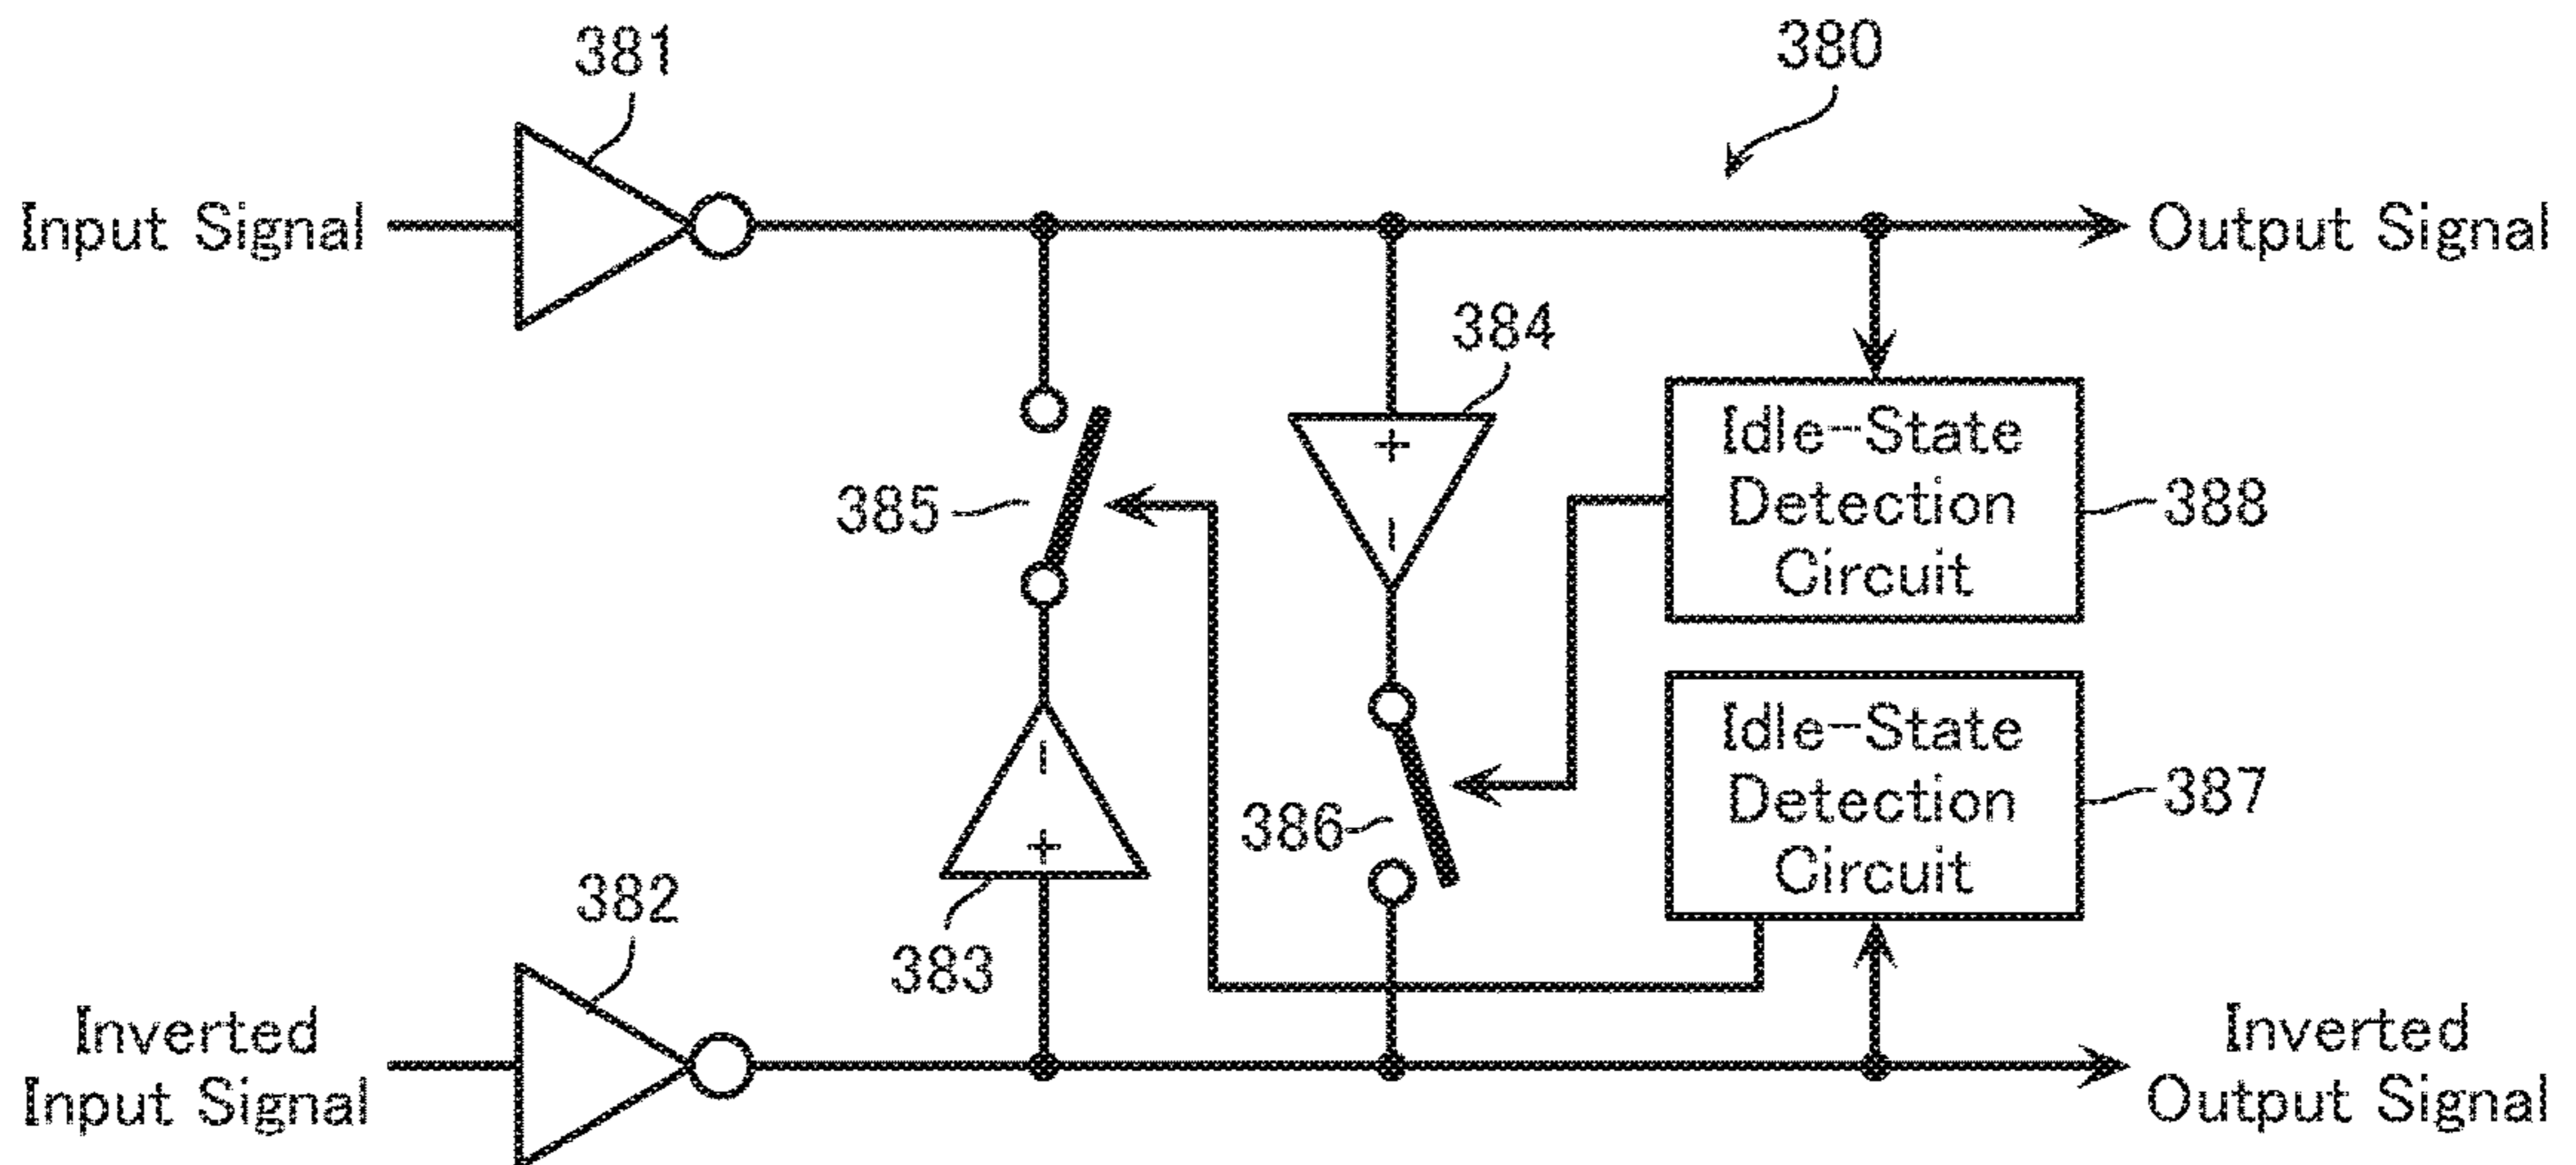 381
380
Input Signal
Output Signal
384
385
Idle-State
Detection
Circuit
388
Idle-State
Detection
Circuit
387
386
382
383
Inverted
Input Signal
Inverted
Output Signal
+
−
−
+